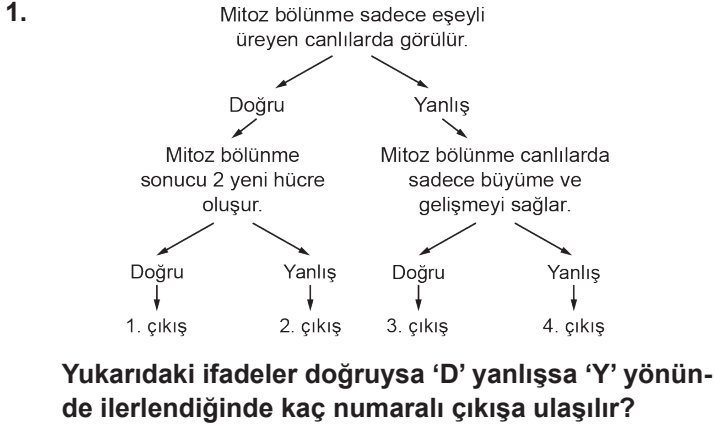 1.
Mitoz bölünme sadece eşeyli
üreyen canlılarda görülür.
Doğru Yanlış
Mitoz bölünme
sonucu 2 yeni hücre
oluşur.
Mitoz bölünme canlılarda
sadece büyüme ve
gelişmeyi sağlar.
Doğru Yanlış Doğru Yanlış
1. çıkış 2. çıkış 3. çıkış 4. çıkış
Yukarıdaki ifadeler doğruysa ‘D’ yanlışsa ‘Y’ yönün-
de ilerlendiğinde kaç numaralı çıkışa ulaşılır?